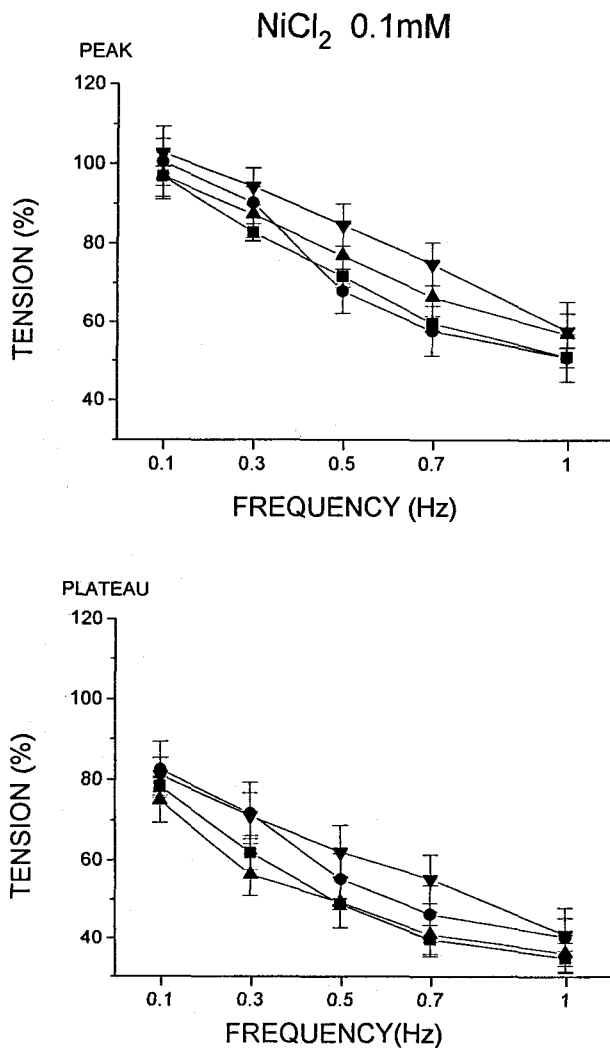 NiCl₂ 0.1mM
PEAK
120
100
80
60
40
TENSION (%)
0.1 0.3 0.5 0.7 1
FREQUENCY (Hz)
PLATEAU
120
100
80
60
40
TENSION (%)
0.1 0.3 0.5 0.7 1
FREQUENCY(Hz)